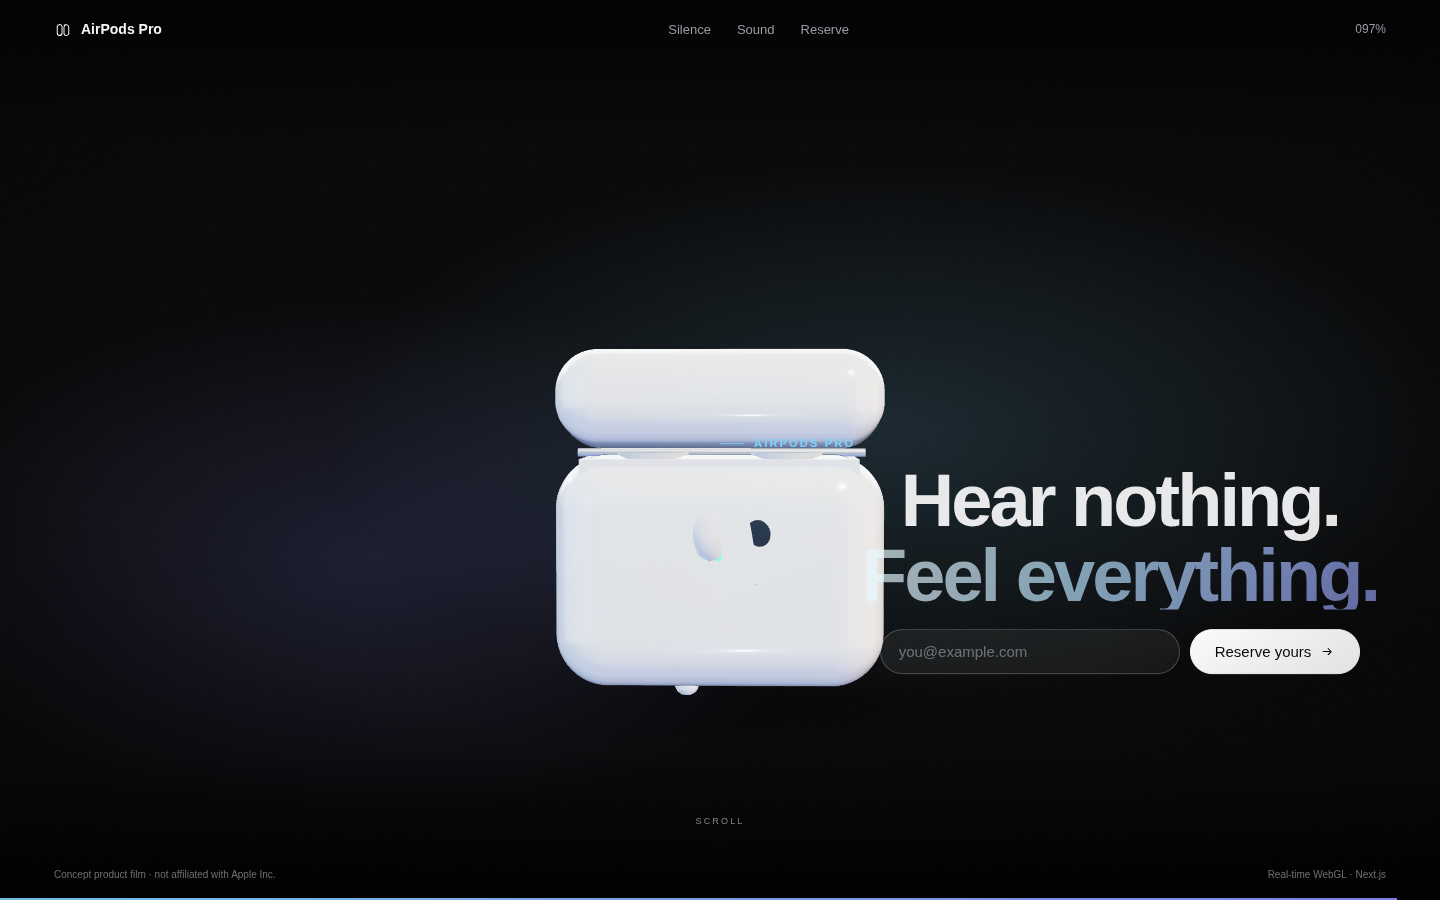 AirPods Pro
Silence
Sound
Reserve
097%
AIRPODS PRO
Hear nothing.
Feel everything.
you@example.com
Reserve yours →
SCROLL
Concept product film · not affiliated with Apple Inc.
Real-time WebGL · Next.js